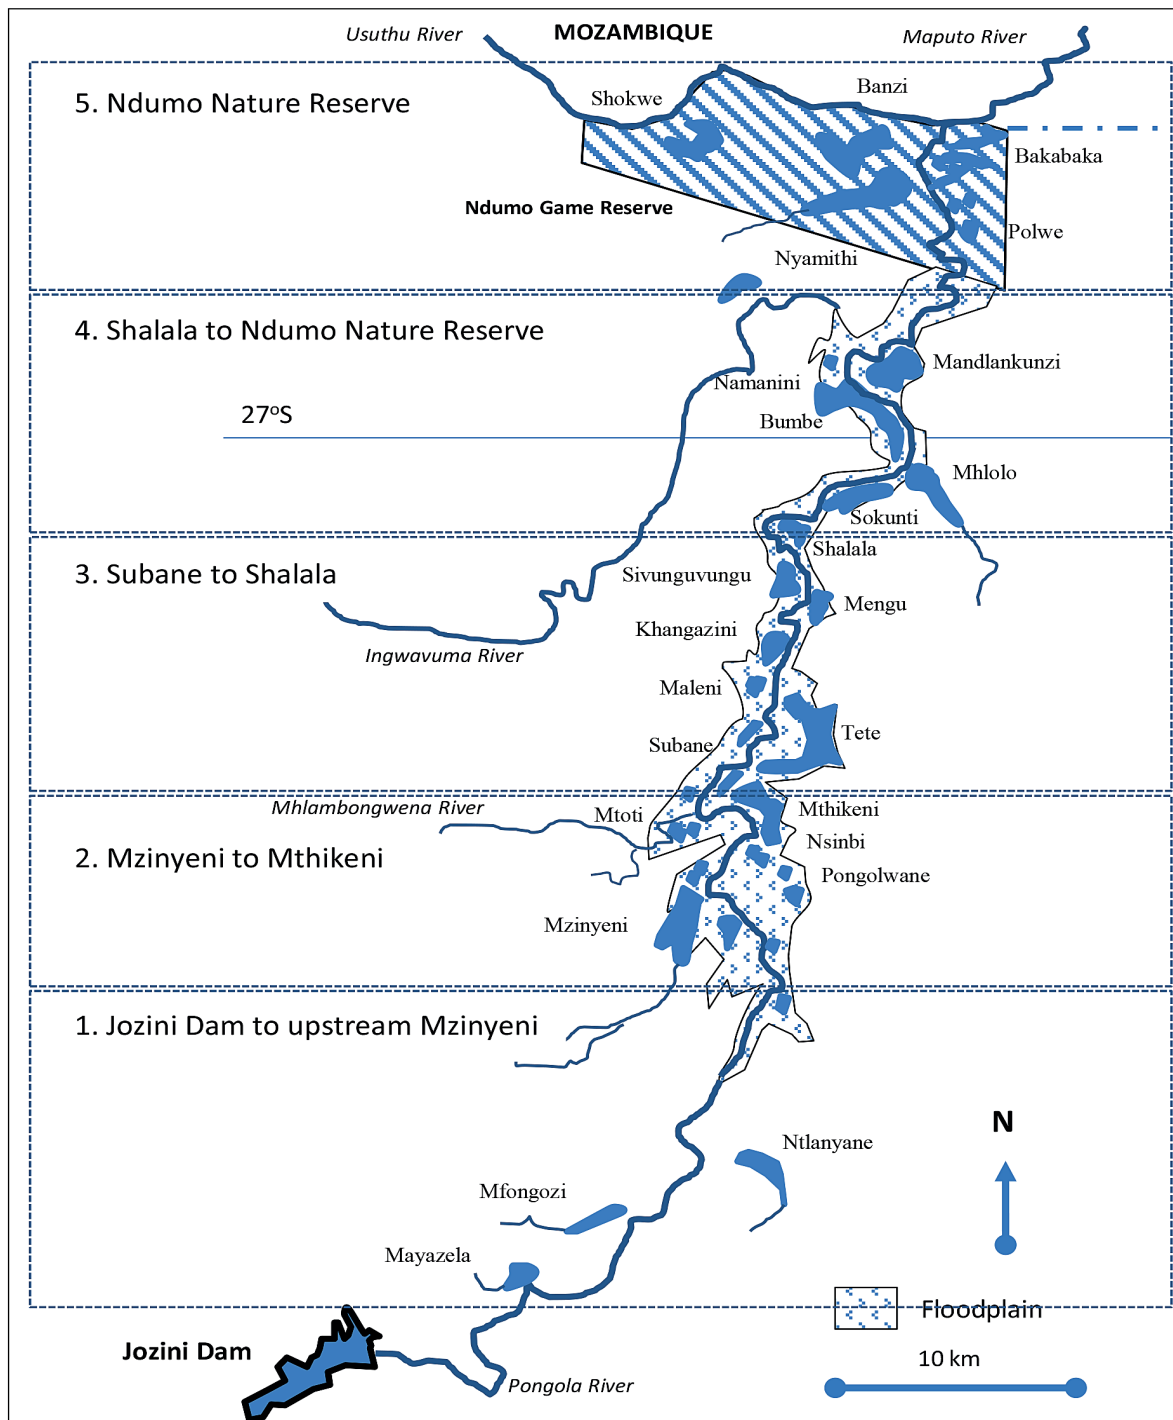 Usuthu River
MOZAMBIQUE
Maputo River
5. Ndumo Nature Reserve
Shokwe
Banzi
Bakabaka
Ndumo Game Reserve
Polwe
Nyamithi
4. Shalala to Ndumo Nature Reserve
Mandlankunzi
Namanini
27°S
Bumbe
Mhlolo
Sokunti
Shalala
3. Subane to Shalala
Sivunguvungu
Mengu
Khangazini
Ingwavuma River
Maleni
Tete
Subane
Mhlambongwena River
Mtoti
Mthikeni
Nsinbi
2. Mzinyeni to Mthikeni
Pongolwane
Mzinyeni
1. Jozini Dam to upstream Mzinyeni
N
Ntlanyane
Mfongozi
Mayazela
Floodplain
Jozini Dam
10 km
Pongola River